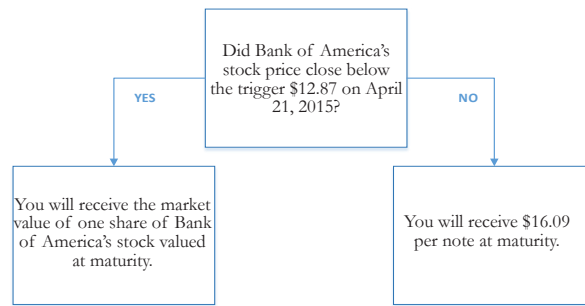 Did Bank of America's
stock price close below
the trigger $12.87 on April
21, 2015?
YES
NO
You will receive the market
value of one share of Bank
of America's stock valued
at maturity.
You will receive $16.09
per note at maturity.